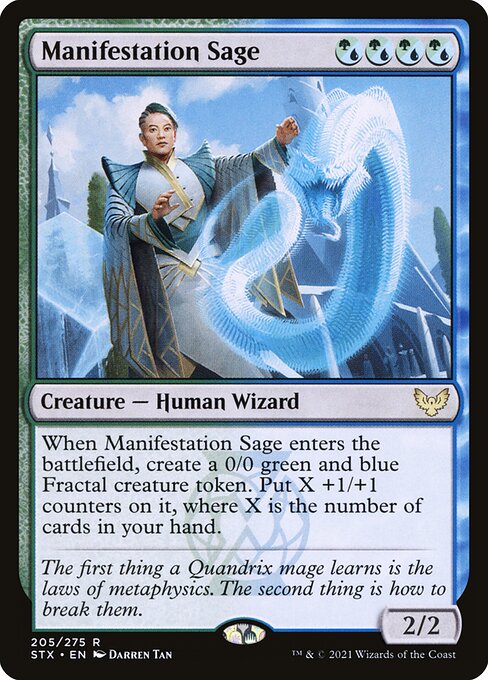 Manifestation Sage
Creature — Human Wizard
When Manifestation Sage enters the
battlefield, create a 0/0 green and blue
Fractal creature token. Put X +1/+1
counters on it, where X is the number of
cards in your hand.
The first thing a Quandrix mage learns is the
laws of metaphysics. The second thing is how to
break them.
2/2
205/275 R
STX • EN Darren Tan
™ & © 2021 Wizards of the Coast